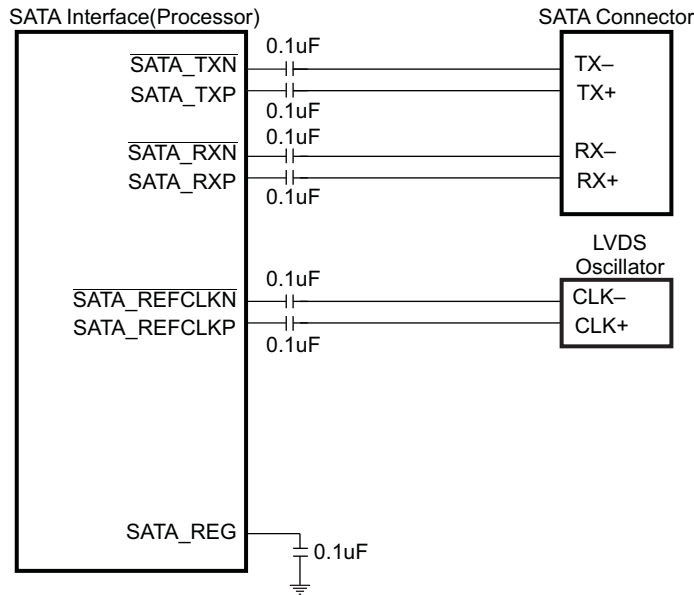 SATA Interface(Processor)
SATA Connector
0.1uF
SATA_TXN
TX–
SATA_TXP
TX+
0.1uF
0.1uF
SATA_RXN
RX–
SATA_RXP
RX+
0.1uF
LVDS
Oscillator
0.1uF
SATA_REFCLKN
CLK–
SATA_REFCLKP
CLK+
0.1uF
SATA_REG
0.1uF